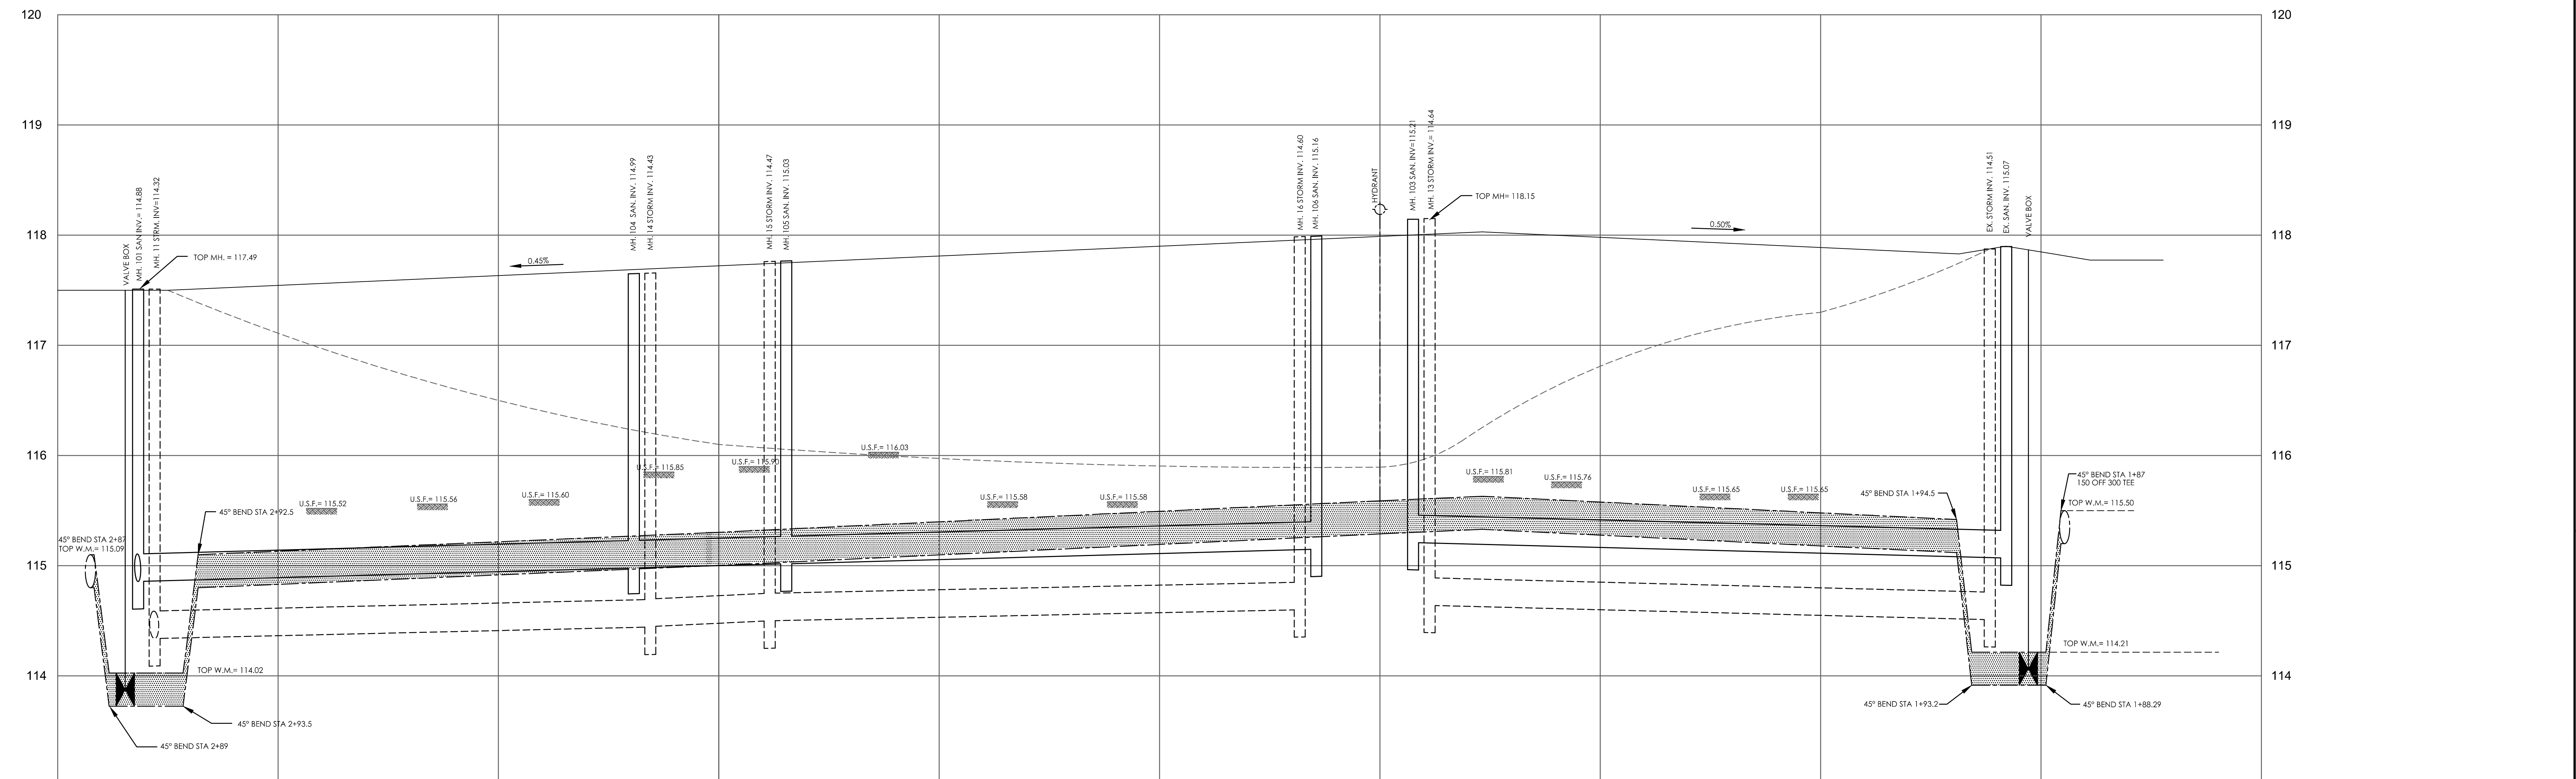 120
120
119
119
118
118
117
117
116
116
115
115
114
114
VALVE BOX
MH. 101 SAN INV.= 114.88
MH. 11 STRM. INV=114.32
TOP MH. = 117.49
0.45%
MH. 104  SAN. INV. 114.99
MH. 14 STORM INV. 114.43
MH. 15 STORM INV. 114.47
MH. 105 SAN. INV. 115.03
MH. 16 STORM INV. 114.60
MH. 106 SAN. INV. 115.16
HYDRANT
MH. 103 SAN. INV=115.21
MH. 13 STORM INV.= 114.64
TOP MH= 118.15
0.50%
EX. STORM INV. 114.51
EX. SAN. INV. 115.07
VALVE BOX
U.S.F.= 115.52
U.S.F.= 115.56
U.S.F.= 115.60
U.S.F.= 115.85
U.S.F.= 115.90
U.S.F.= 116.03
U.S.F.= 115.58
U.S.F.= 115.58
U.S.F.= 115.81
U.S.F.= 115.76
U.S.F.= 115.65
U.S.F.= 115.65
45° BEND STA 2+87
TOP W.M.= 115.09
45° BEND STA 2+92.5
TOP W.M.= 114.02
45° BEND STA 2+93.5
45° BEND STA 2+89
45° BEND STA 1+94.5
45° BEND STA 1+87
150 OFF 300 TEE
TOP W.M.= 115.50
TOP W.M.= 114.21
45° BEND STA 1+93.2
45° BEND STA 1+88.29